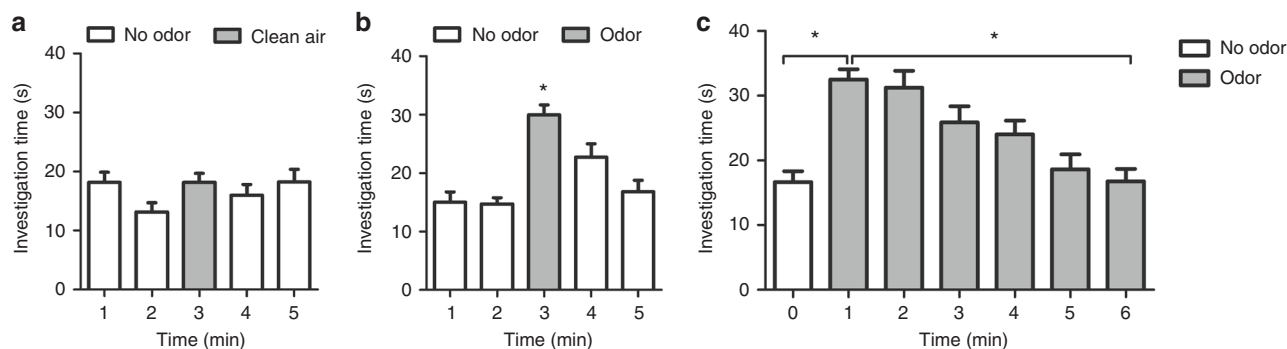 a
No odor Clean air
Investigation time (s)
40
30
20
10
0
1 2 3 4 5
Time (min)
b
No odor Odor
Investigation time (s)
40
30
20
10
0
*
1 2 3 4 5
Time (min)
c
Investigation time (s)
40
30
20
10
0
* *
0 1 2 3 4 5 6
Time (min)
No odor
Odor